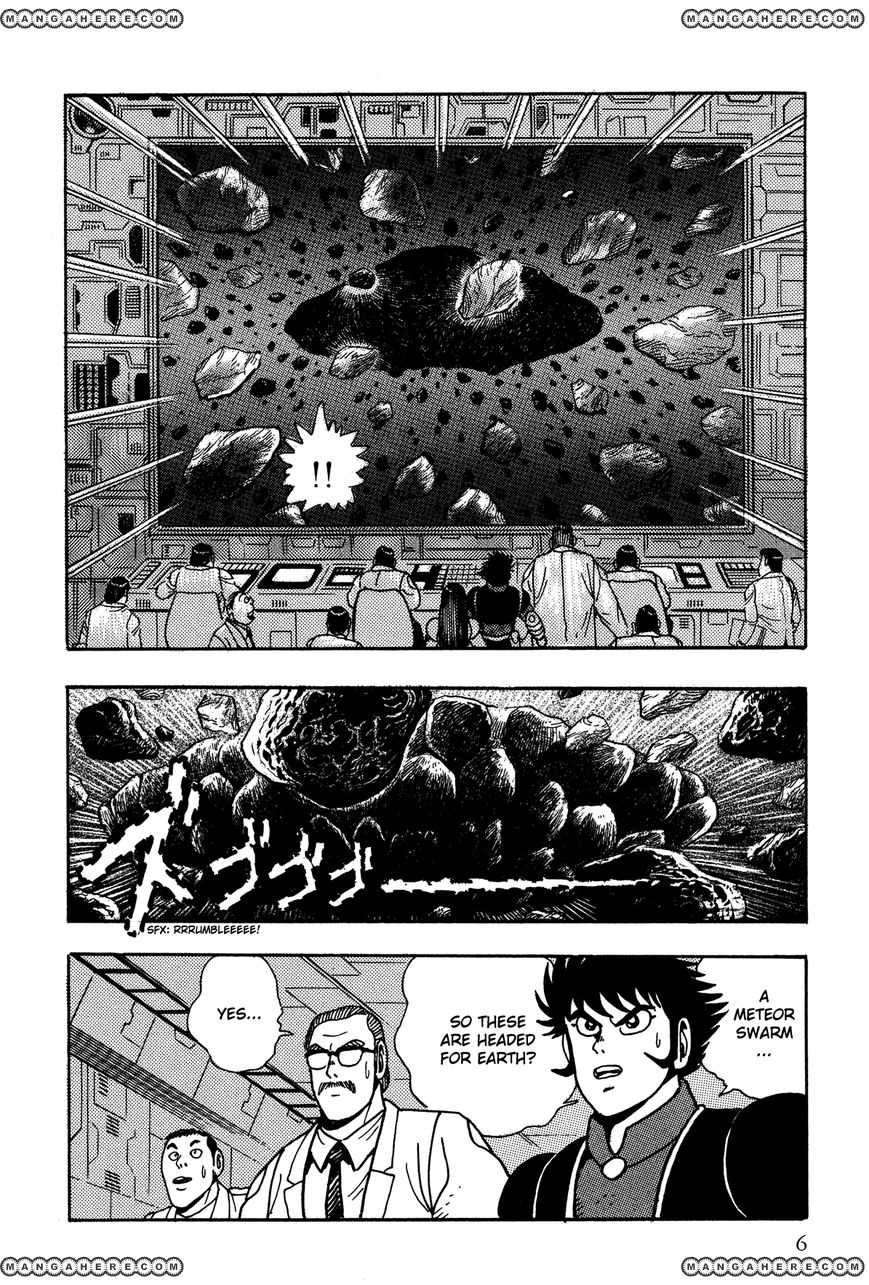 MANGAHERE.COM
MANGAHERE.COM
!!
ズゴゴゴー
SFX: RRRUMBLEEEEE!
A
METEOR
SWARM
...
SO THESE
ARE HEADED
FOR EARTH?
YES...
6
MANGAHERE.COM
MANGAHERE.COM